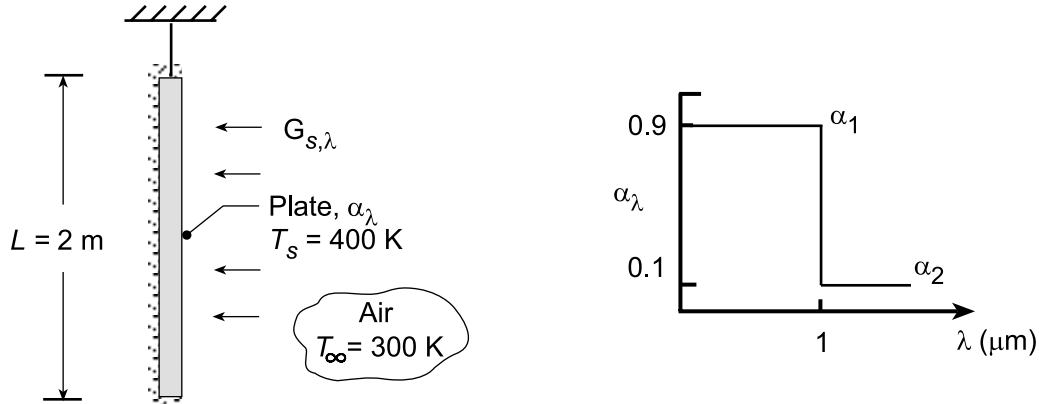 L = 2 m
G_{s,λ}
Plate, α_λ
T_s = 400 K
Air
T_∞ = 300 K
0.9
α_1
α_λ
0.1
α_2
1
λ (μm)